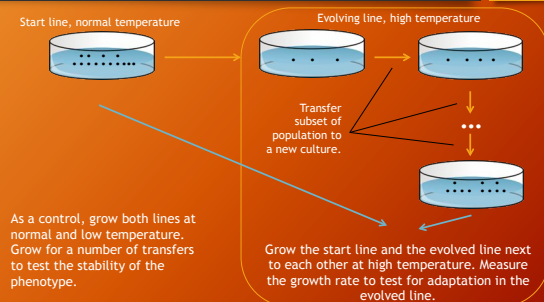 Start line, normal temperature
Evolving line, high temperature
Transfer
subset of
population to
a new culture.
As a control, grow both lines at
normal and low temperature.
Grow for a number of transfers
to test the stability of the
phenotype.
Grow the start line and the evolved line next
to each other at high temperature. Measure
the growth rate to test for adaptation in the
evolved line.